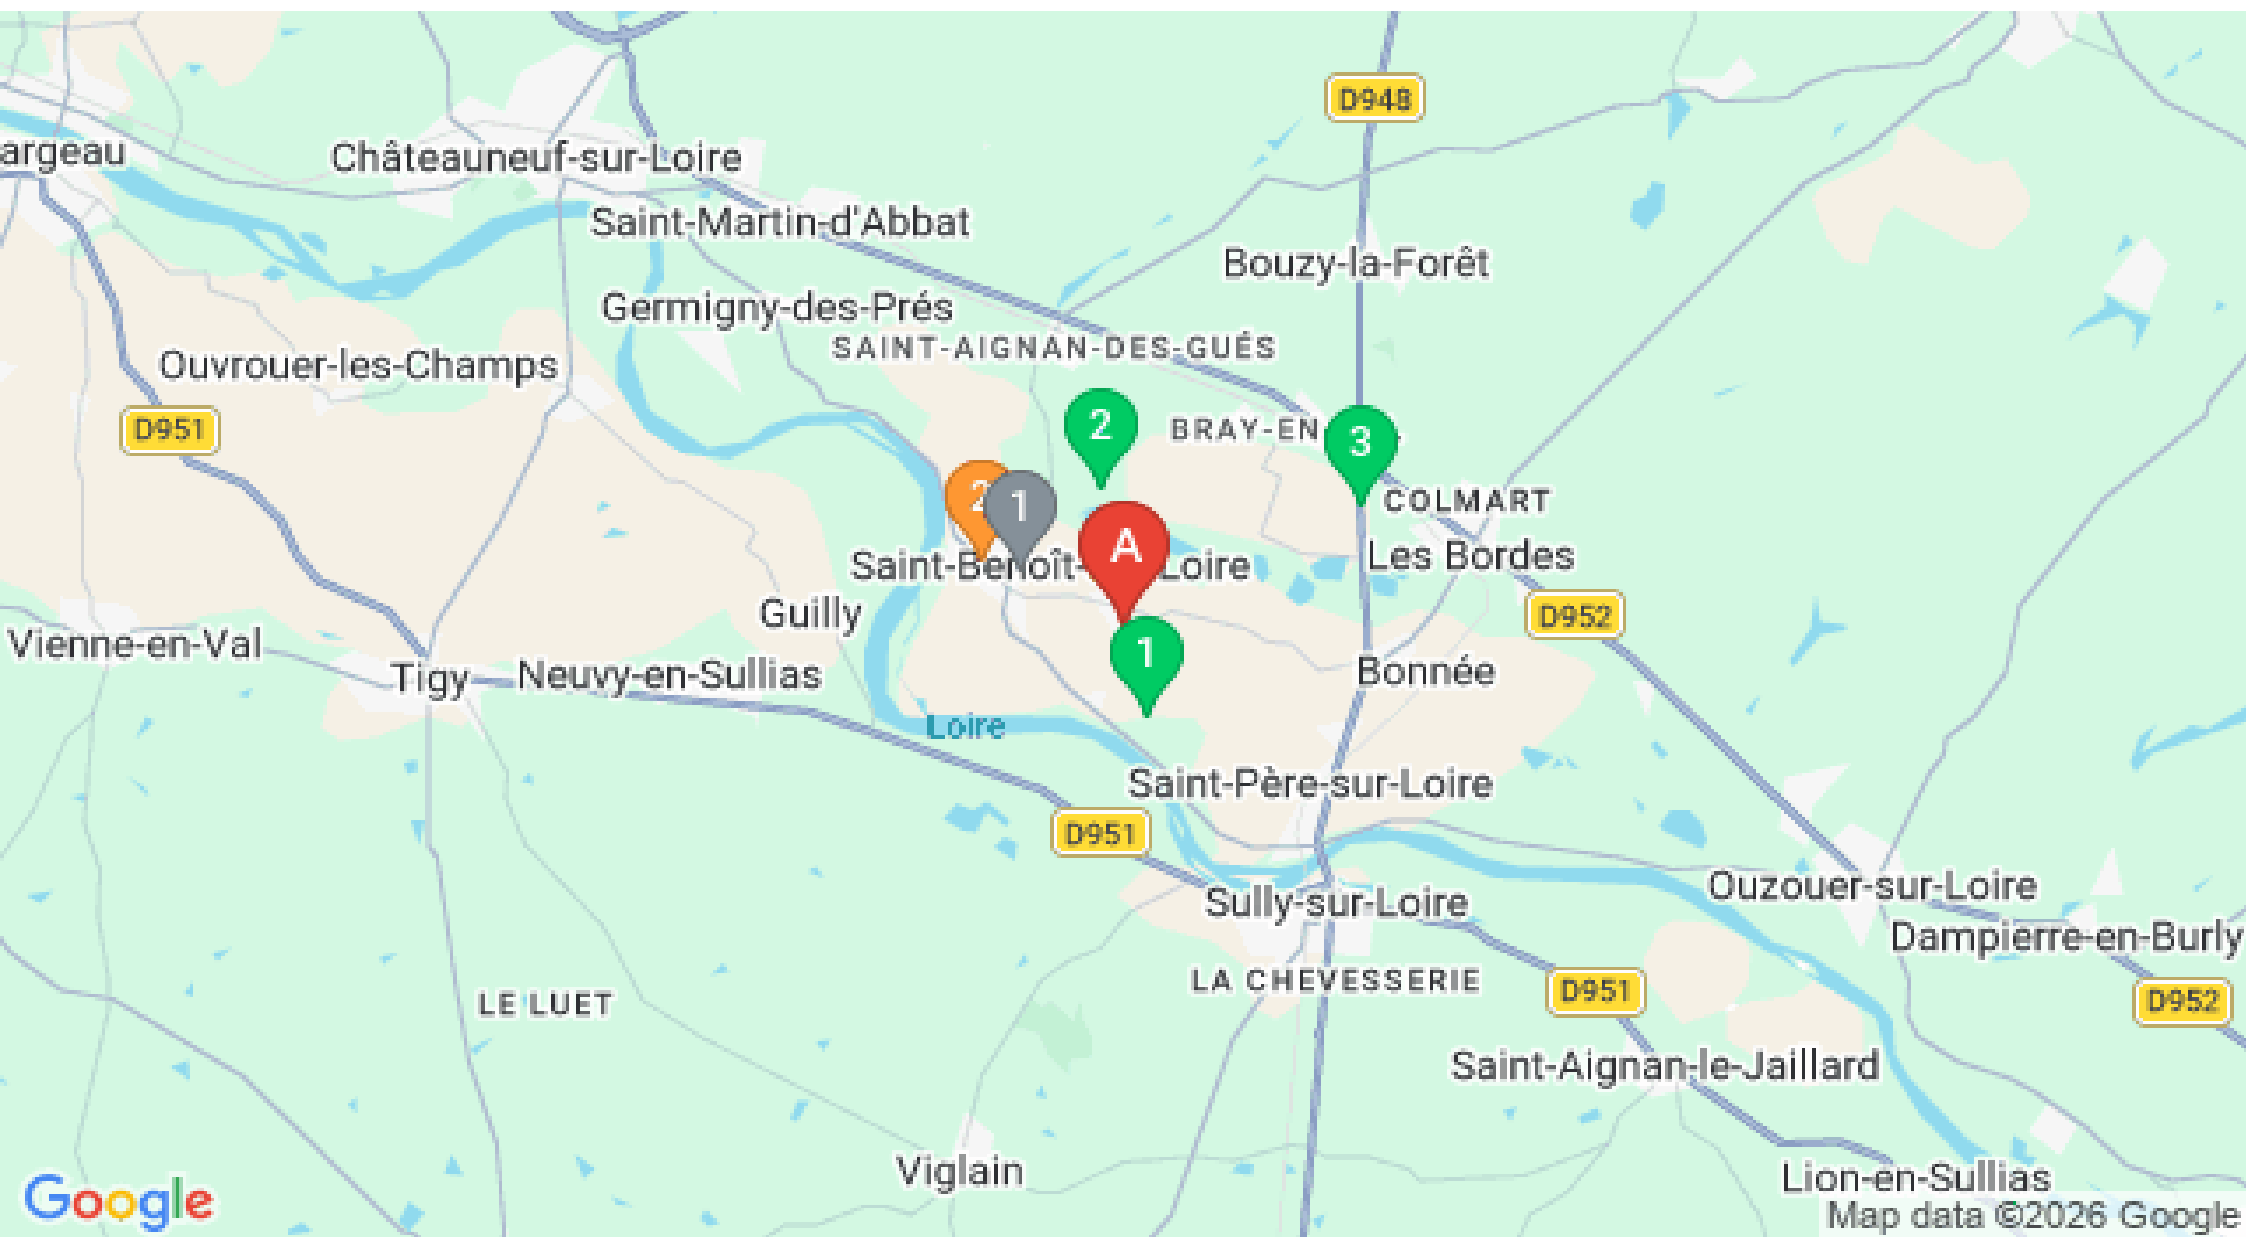 D948
argeau
Châteauneuf-sur-Loire
Saint-Martin-d'Abbat
Bouzy-la-Forêt
Germigny-des-Prés
SAINT-AIGNAN-DES-GUÉS
Ouvrouer-les-Champs
D951
2
BRAY-EN
3
2
1
COLMART
A
Les Bordes
Saint-Benoît- Loire
Guilly
D952
Vienne-en-Val
1
Tigy
Neuvy-en-Sullias
Bonnée
Loire
Saint-Père-sur-Loire
D951
Ouzouer-sur-Loire
Sully-sur-Loire
Dampierre-en-Burly
LA CHEVESSERIE
D951
LE LUET
D952
Saint-Aignan-le-Jaillard
Viglain
Lion-en-Sullias
Google
Map data ©2026 Google